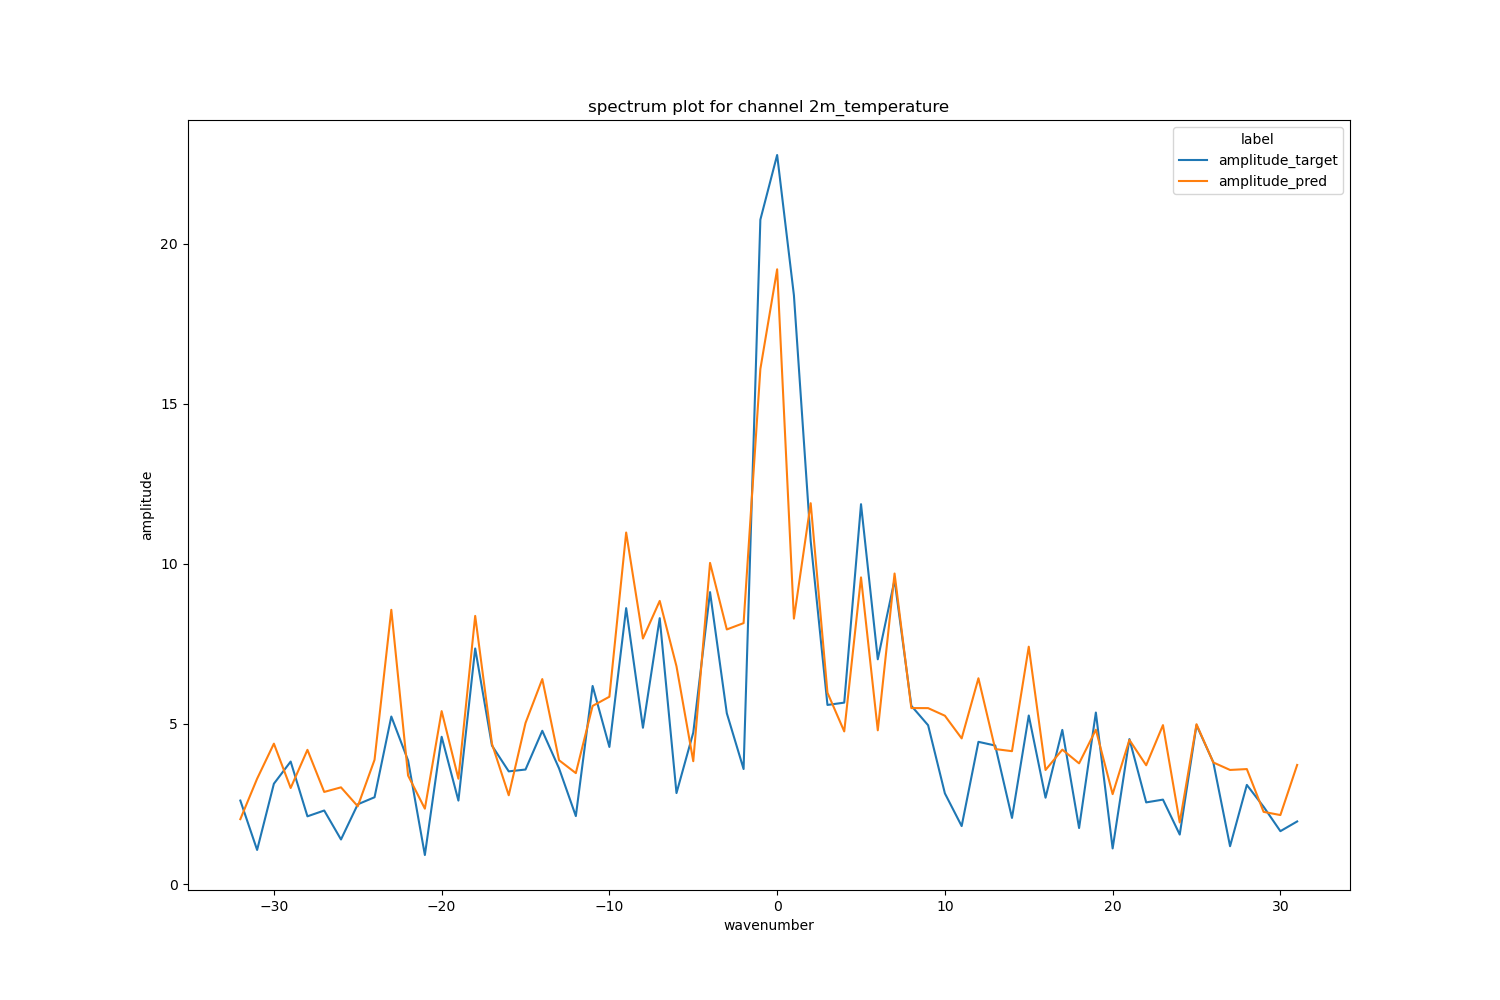 spectrum plot for channel 2m_temperature
label
amplitude_target
amplitude_pred
20
15
10
5
0
amplitude
−30
−20
−10
0
10
20
30
wavenumber